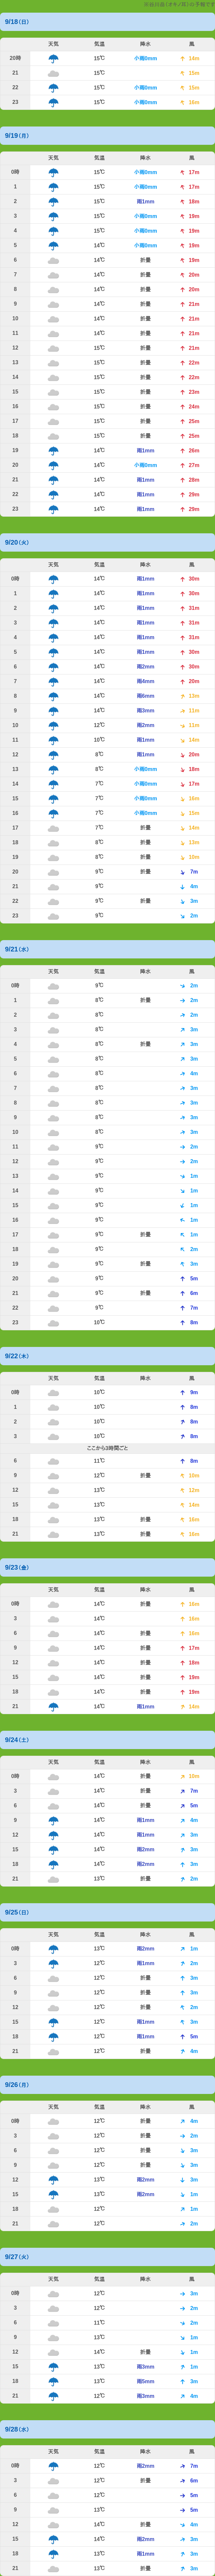 9/18（日）
天気 気温 降水 風
20時 15℃ 小雨0mm 14m
21 15℃ 15m
22 15℃ 小雨0mm 15m
23 15℃ 小雨0mm 16m
9/19（月）
天気 気温 降水 風
0時 15℃ 小雨0mm 17m
1 15℃ 小雨0mm 17m
2 15℃ 雨1mm 18m
3 15℃ 小雨0mm 19m
4 15℃ 小雨0mm 19m
5 15℃ 小雨0mm 19m
6 14℃ 折曇 19m
7 14℃ 折曇 20m
8 14℃ 折曇 20m
9 14℃ 折曇 21m
10 14℃ 折曇 21m
11 14℃ 折曇 21m
12 15℃ 折曇 21m
13 15℃ 折曇 22m
14 15℃ 折曇 22m
15 15℃ 折曇 23m
16 15℃ 折曇 24m
17 15℃ 折曇 25m
18 15℃ 折曇 25m
19 14℃ 雨1mm 26m
20 14℃ 小雨0mm 27m
21 14℃ 雨1mm 28m
22 14℃ 雨1mm 29m
23 14℃ 雨1mm 29m
9/20（火）
天気 気温 降水 風
0時 14℃ 雨1mm 30m
1 14℃ 雨1mm 30m
2 14℃ 雨1mm 31m
3 14℃ 雨1mm 31m
4 14℃ 雨1mm 31m
5 14℃ 雨1mm 30m
6 14℃ 雨2mm 30m
7 14℃ 雨4mm 20m
8 14℃ 雨6mm 13m
9 14℃ 雨3mm 11m
10 12℃ 雨2mm 11m
11 10℃ 雨1mm 14m
12 8℃ 雨1mm 20m
13 8℃ 小雨0mm 18m
14 7℃ 小雨0mm 17m
15 7℃ 小雨0mm 16m
16 7℃ 小雨0mm 15m
17 7℃ 折曇 14m
18 8℃ 折曇 13m
19 8℃ 折曇 10m
20 9℃ 折曇 7m
21 9℃ 4m
22 9℃ 折曇 3m
23 9℃ 2m
9/21（水）
天気 気温 降水 風
0時 9℃ 2m
1 8℃ 折曇 2m
2 8℃ 2m
3 8℃ 3m
4 8℃ 折曇 3m
5 8℃ 3m
6 8℃ 4m
7 8℃ 3m
8 8℃ 3m
9 8℃ 3m
10 8℃ 3m
11 9℃ 2m
12 9℃ 2m
13 9℃ 1m
14 9℃ 1m
15 9℃ 1m
16 9℃ 1m
17 9℃ 折曇 1m
18 9℃ 2m
19 9℃ 折曇 3m
20 9℃ 5m
21 9℃ 折曇 6m
22 9℃ 7m
23 10℃ 8m
9/22（木）
天気 気温 降水 風
0時 10℃ 9m
1 10℃ 8m
2 10℃ 8m
3 10℃ 8m
ここから3時間ごと
6 11℃ 8m
9 12℃ 折曇 10m
12 13℃ 12m
15 13℃ 14m
18 13℃ 折曇 16m
21 13℃ 折曇 16m
9/23（金）
天気 気温 降水 風
0時 14℃ 折曇 16m
3 14℃ 16m
6 14℃ 折曇 16m
9 14℃ 折曇 17m
12 14℃ 折曇 18m
15 14℃ 折曇 19m
18 14℃ 折曇 19m
21 14℃ 雨1mm 14m
9/24（土）
天気 気温 降水 風
0時 14℃ 折曇 10m
3 14℃ 折曇 7m
6 14℃ 折曇 5m
9 14℃ 雨1mm 4m
12 14℃ 雨1mm 3m
15 14℃ 雨2mm 3m
18 14℃ 雨2mm 3m
21 13℃ 折曇 2m
9/25（日）
天気 気温 降水 風
0時 13℃ 雨2mm 1m
3 12℃ 雨1mm 2m
6 12℃ 折曇 3m
9 12℃ 折曇 3m
12 12℃ 折曇 2m
15 12℃ 雨1mm 3m
18 12℃ 雨1mm 5m
21 12℃ 折曇 4m
9/26（月）
天気 気温 降水 風
0時 12℃ 折曇 4m
3 12℃ 折曇 2m
6 12℃ 折曇 3m
9 12℃ 折曇 3m
12 13℃ 雨2mm 3m
15 13℃ 雨2mm 1m
18 12℃ 1m
21 12℃ 2m
9/27（火）
天気 気温 降水 風
0時 12℃ 3m
3 12℃ 2m
6 11℃ 2m
9 13℃ 1m
12 14℃ 折曇 1m
15 13℃ 雨3mm 1m
18 13℃ 雨5mm 3m
21 12℃ 雨3mm 4m
9/28（水）
天気 気温 降水 風
0時 12℃ 雨2mm 7m
3 12℃ 折曇 6m
6 12℃ 5m
9 13℃ 5m
12 14℃ 折曇 4m
15 14℃ 雨2mm 3m
18 13℃ 雨1mm 3m
21 13℃ 折曇 3m